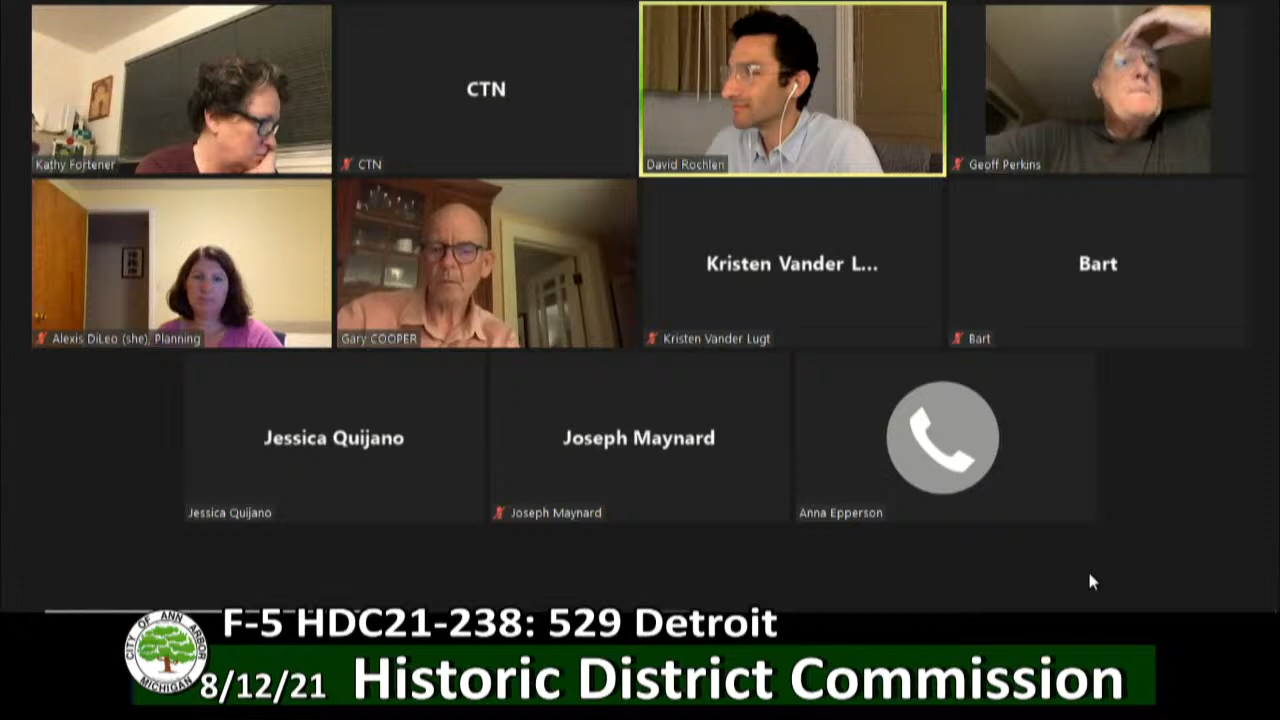 CTN
Kathy Fortener
CTN
David Rochlen
Geoff Perkins
Kristen Vander L...
Bart
Alexis DiLeo (she), Planning
Gary COOPER
Kristen Vander Lugt
Bart
Jessica Quijano
Joseph Maynard
Jessica Quijano
Joseph Maynard
Anna Epperson
F-5 HDC21-238: 529 Detroit
CITY OF ANN ARBOR
MICHIGAN
8/12/21 Historic District Commission